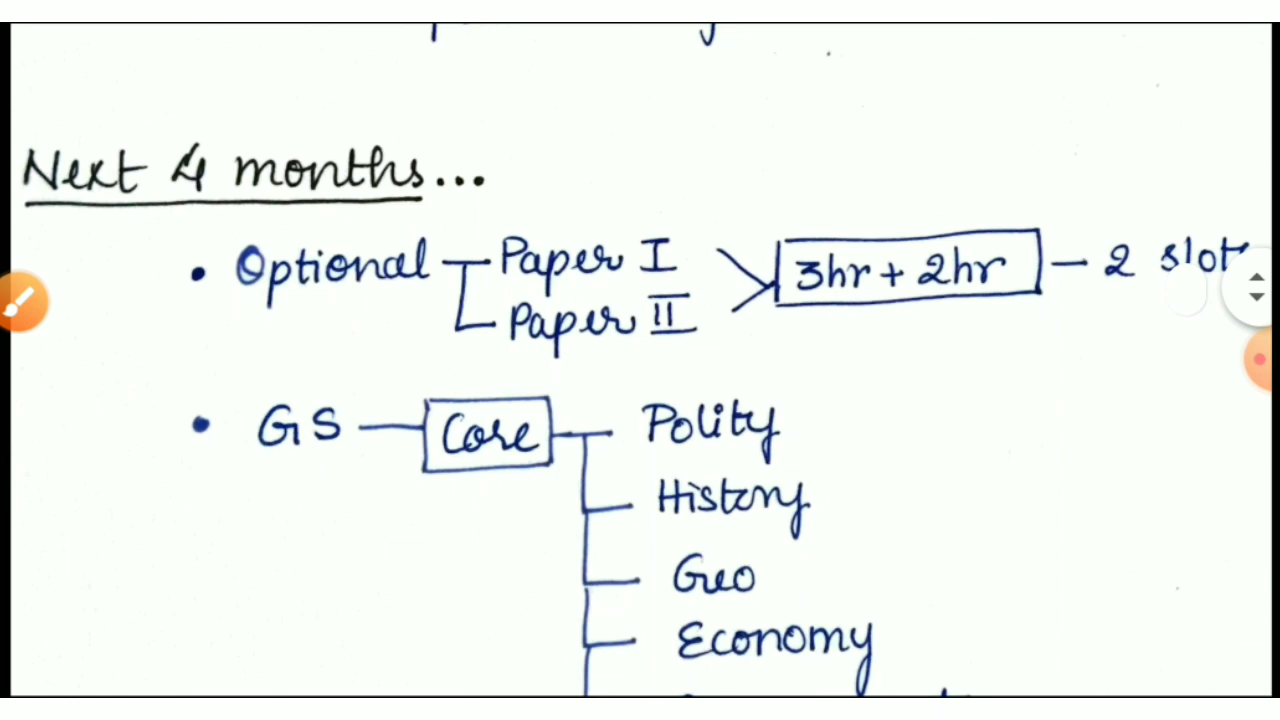 Next 4 months...
• Optional — Paper I
Paper II
3hr + 2hr — 2 slot
• GS — Core — Polity
History
Geo
Economy